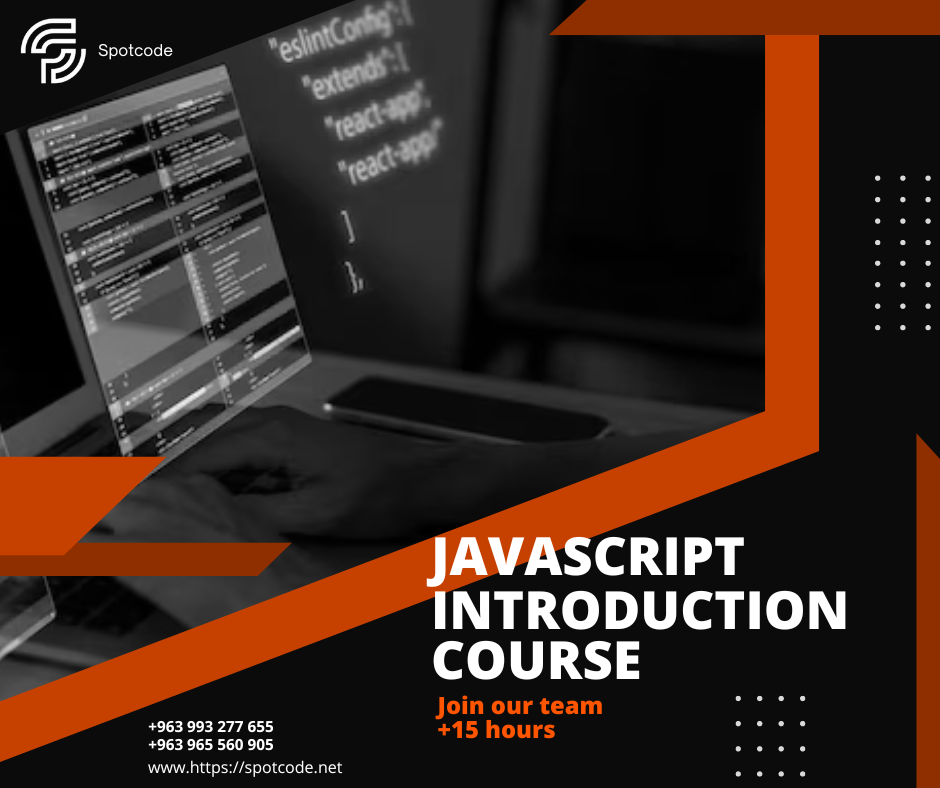 Spotcode
"eslintConfig": {
"extends": [
"react-app",
"react-app/
]
},
JAVASCRIPT
INTRODUCTION
COURSE
Join our team
+15 hours
+963 993 277 655
+963 965 560 905
www.https://spotcode.net